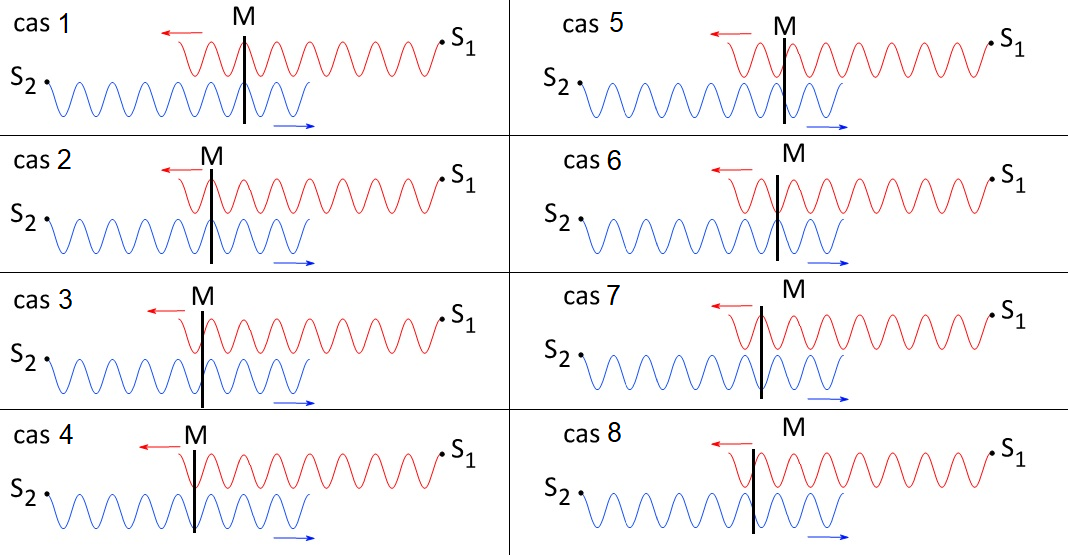 cas 1
M
S1
S2
cas 2
M
S1
S2
cas 3
M
S1
S2
cas 4
M
S1
S2
cas 5
M
S1
S2
cas 6
M
S1
S2
cas 7
M
S1
S2
cas 8
M
S1
S2